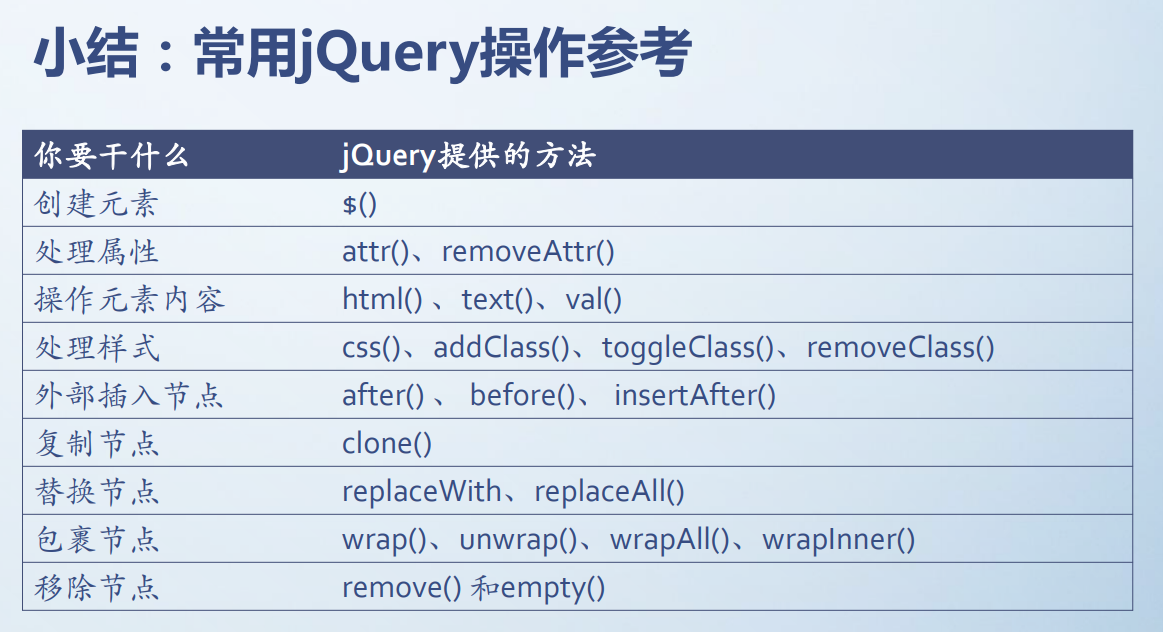 小结：常用jQuery操作参考
你要干什么 jQuery提供的方法
创建元素 $()
处理属性 attr()、removeAttr()
操作元素内容 html() 、text()、val()
处理样式 css()、addClass()、toggleClass()、removeClass()
外部插入节点 after() 、 before()、 insertAfter()
复制节点 clone()
替换节点 replaceWith、replaceAll()
包裹节点 wrap()、unwrap()、wrapAll()、wrapInner()
移除节点 remove() 和empty()